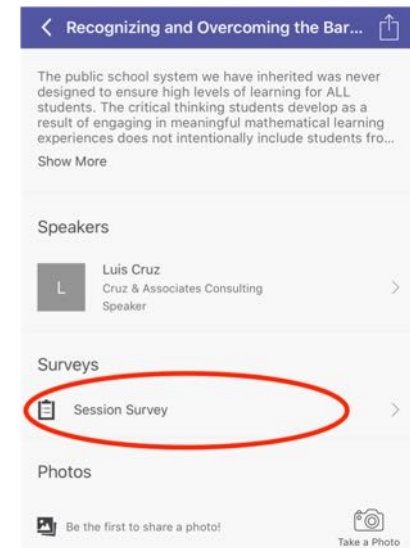 Recognizing and Overcoming the Bar...
The public school system we have inherited was never
designed to ensure high levels of learning for ALL
students. The critical thinking students develop as a
result of engaging in meaningful mathematical learning
experiences does not intentionally include students fro...
Show More
Speakers
L
Luis Cruz
Cruz & Associates Consulting
Speaker
Surveys
Session Survey
Photos
Be the first to share a photo!
Take a Photo